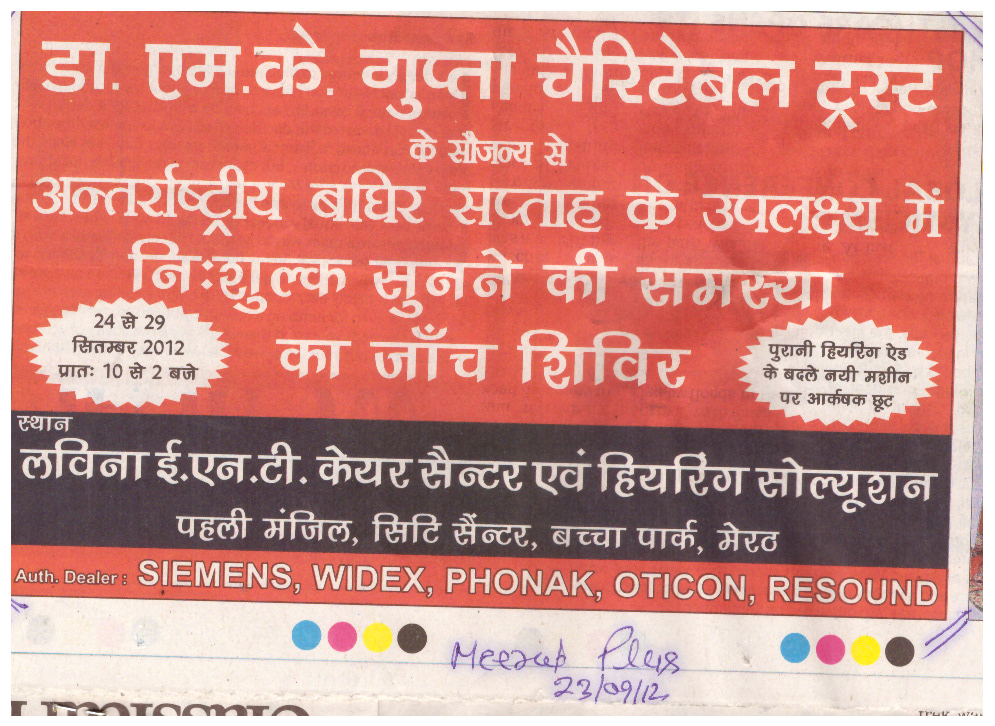 डा. एम.के. गुप्ता चैरिटेबल ट्रस्ट
के सौजन्य से
अन्तर्राष्ट्रीय बघिर सप्ताह के उपलक्ष्य में
निःशुल्क सुनने की समस्या
का जाँच शिविर
24 से 29
सितम्बर 2012
प्रातः 10 से 2 बजे
पुरानी हियरिंग ऐड
के बदले नयी मशीन
पर आर्कषक छूट
स्थान
लविना ई.एन.टी. केयर सैन्टर एवं हियरिंग सोल्यूशन
पहली मंजिल, सिटि सैंन्टर, बच्चा पार्क, मेरठ
Auth. Dealer : SIEMENS, WIDEX, PHONAK, OTICON, RESOUND
Meerut Plus
23/09/12